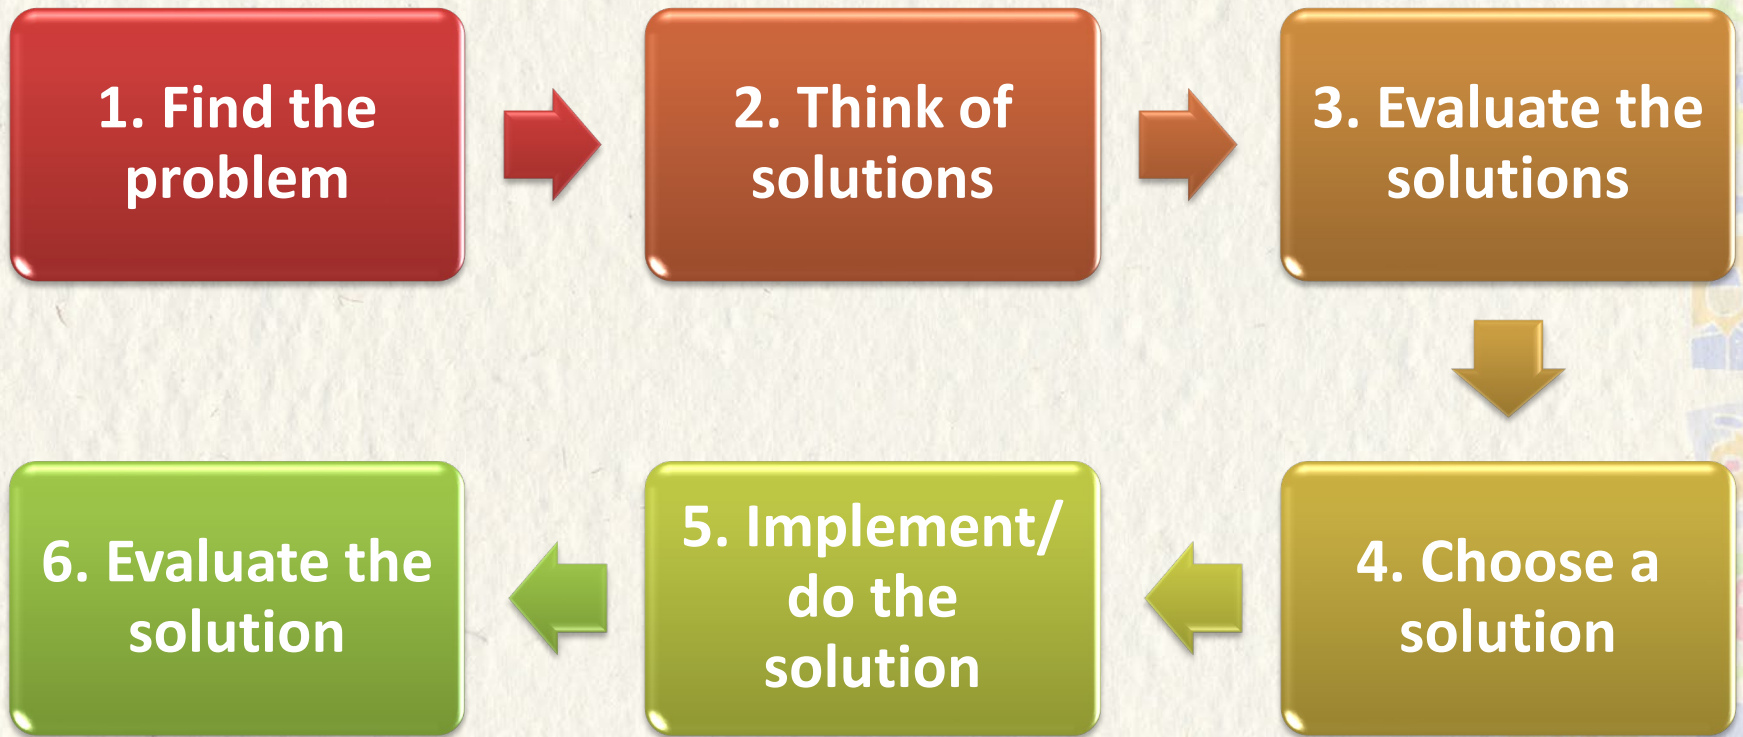 1. Find the
problem
2. Think of
solutions
3. Evaluate the
solutions
4. Choose a
solution
5. Implement/
do the
solution
6. Evaluate the
solution